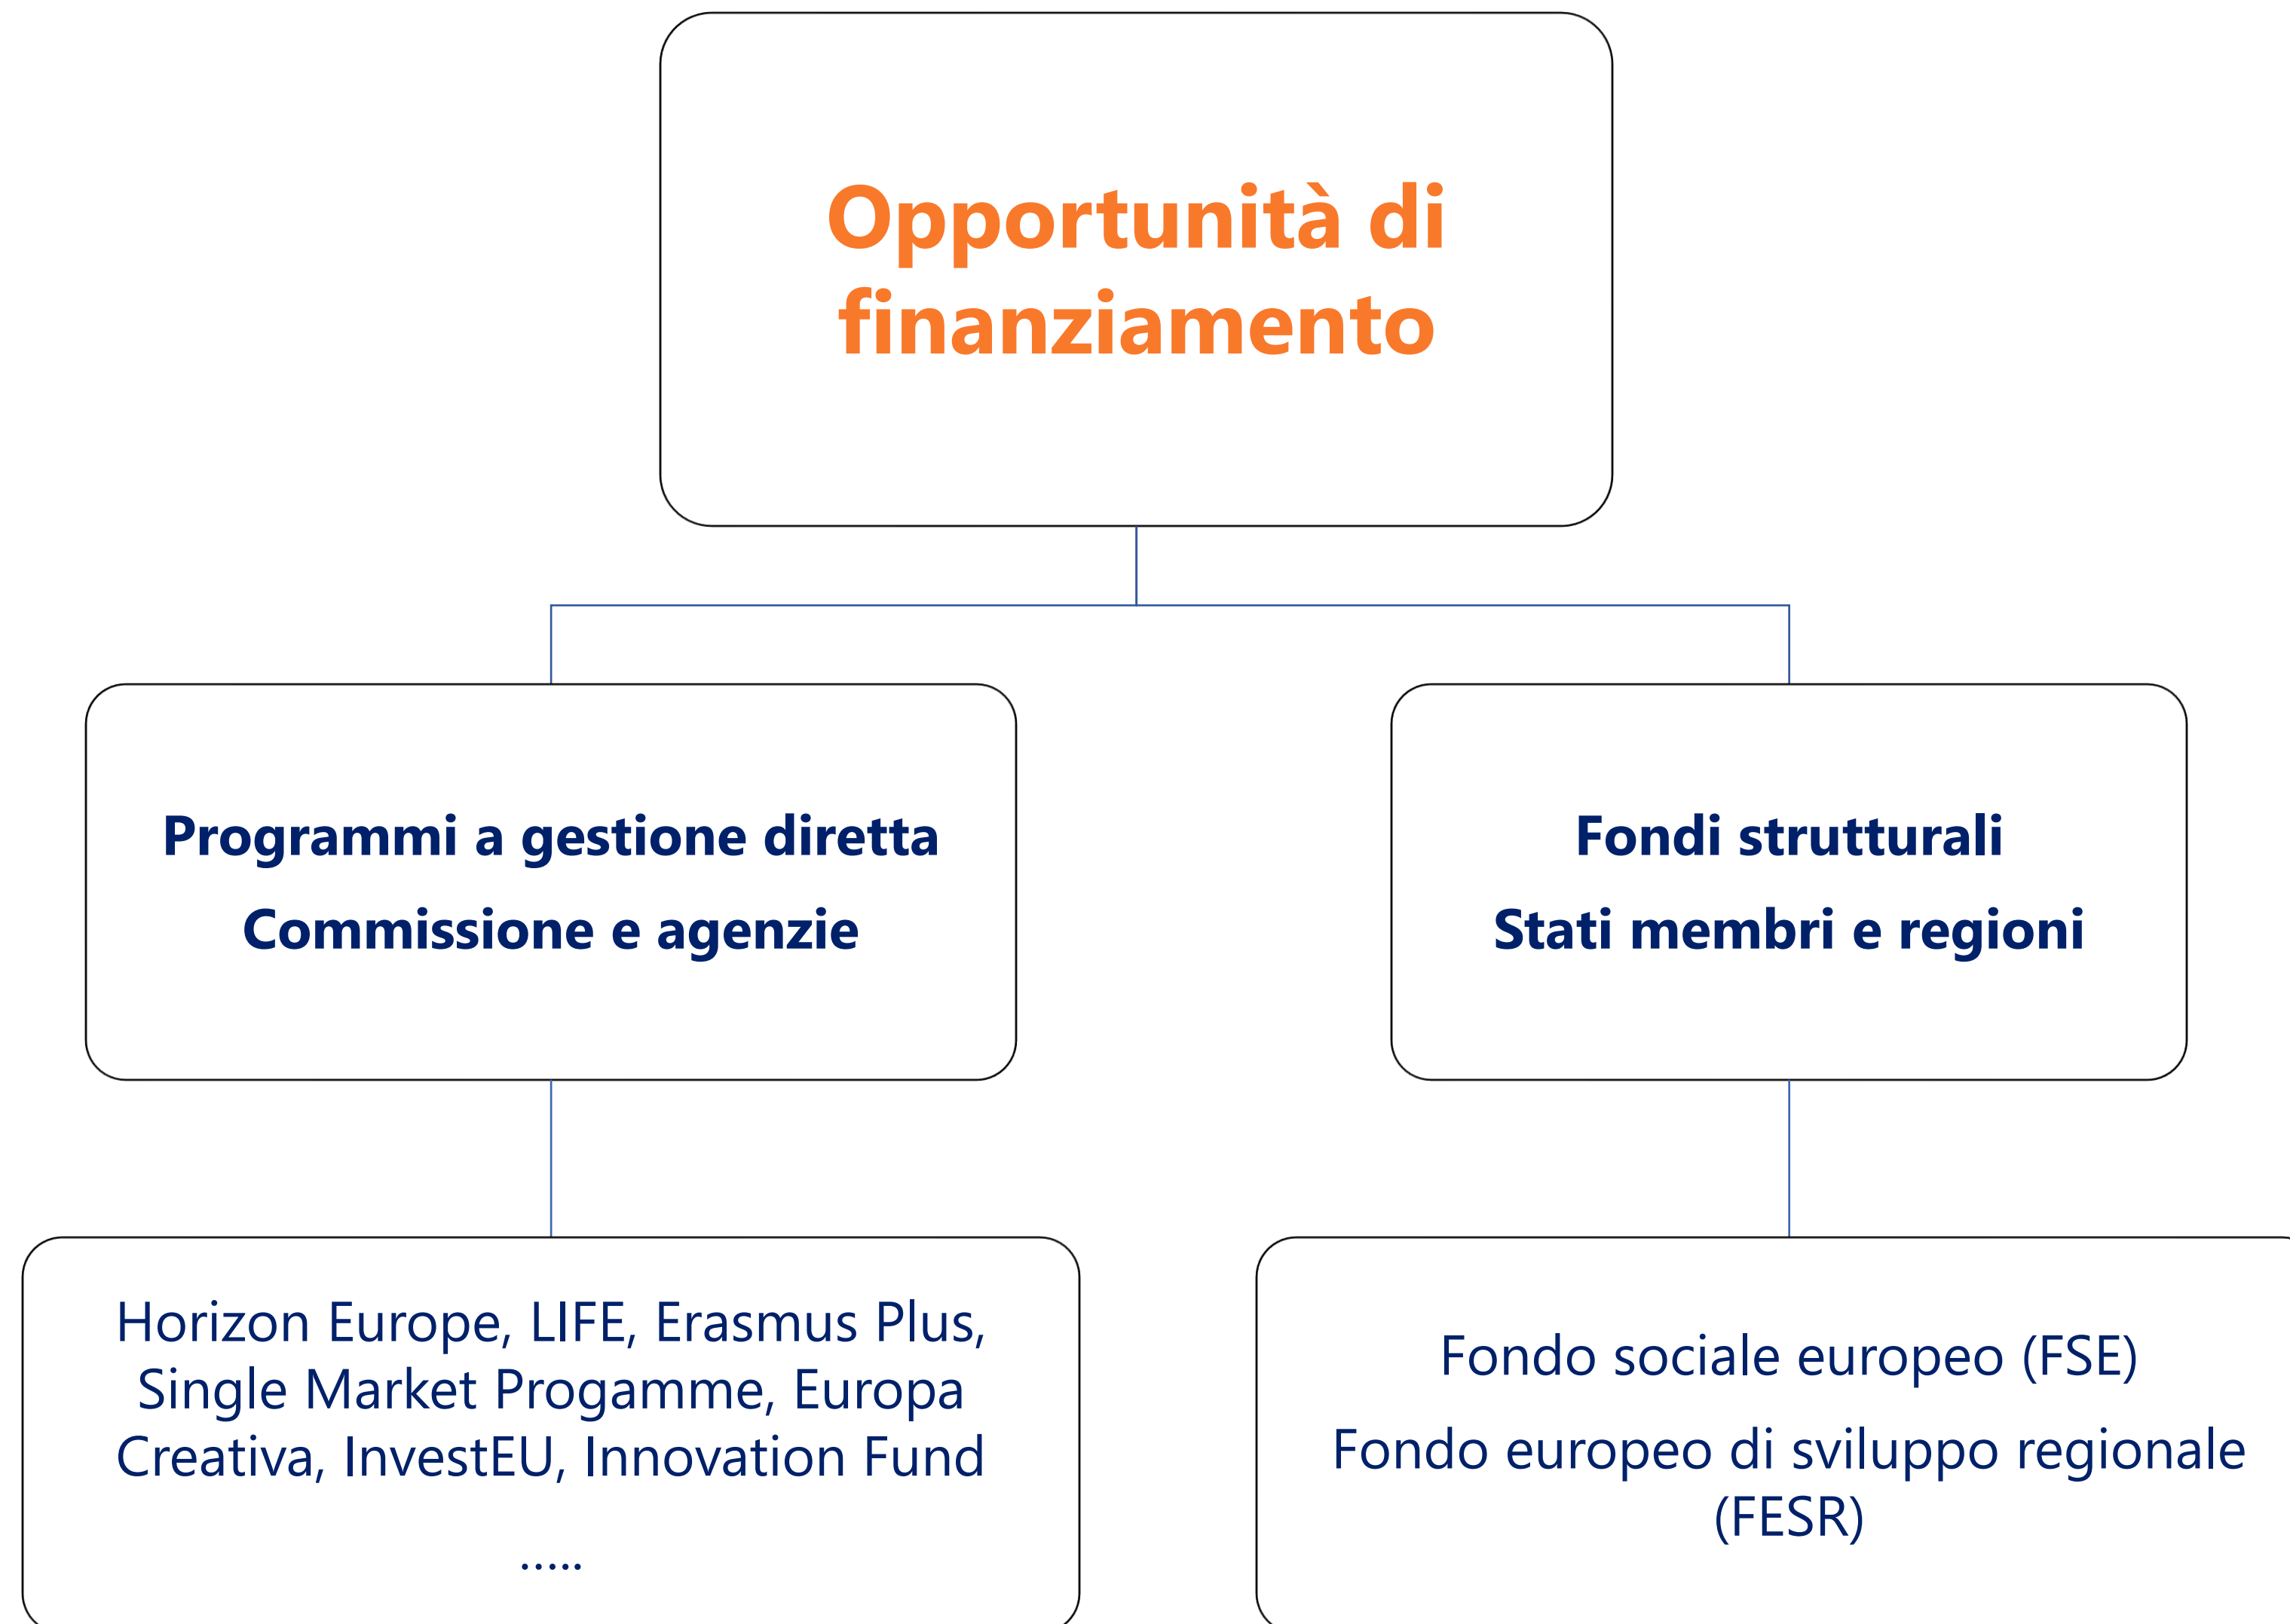 Opportunità di
finanziamento
Programmi a gestione diretta
Commissione e agenzie
Fondi strutturali
Stati membri e regioni
Horizon Europe, LIFE, Erasmus Plus,
Single Market Progamme, Europa
Creativa, InvestEU, Innovation Fund
.....
Fondo sociale europeo (FSE)
Fondo europeo di sviluppo regionale
(FESR)